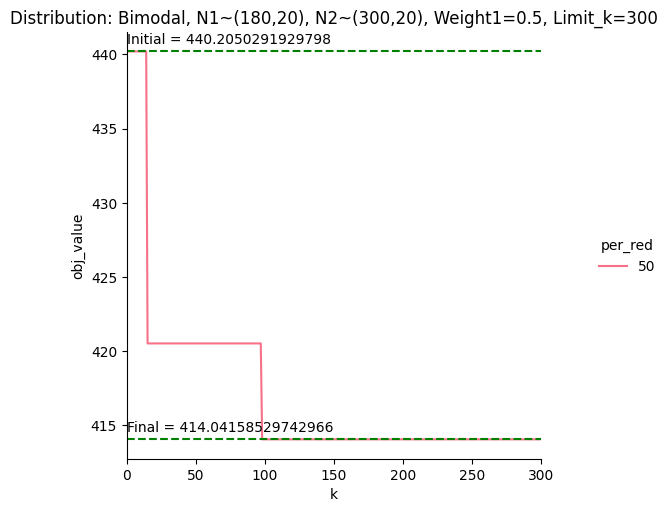 Distribution: Bimodal, N1~(180,20), N2~(300,20), Weight1=0.5, Limit_k=300
Initial = 440.2050291929798
440
435
430
425
420
415
obj_value
per_red
50
Final = 414.04158529742966
0
50
100
150
200
250
300
k